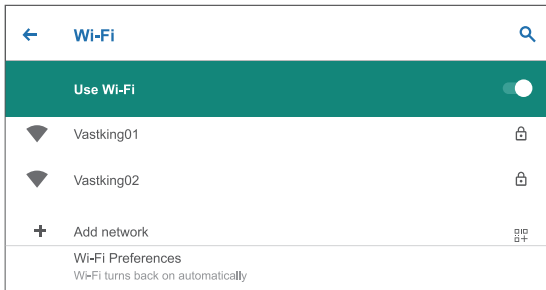 Wi-Fi
Use Wi-Fi
Vastking01
Vastking02
Add network
Wi-Fi Preferences
Wi-Fi turns back on automatically